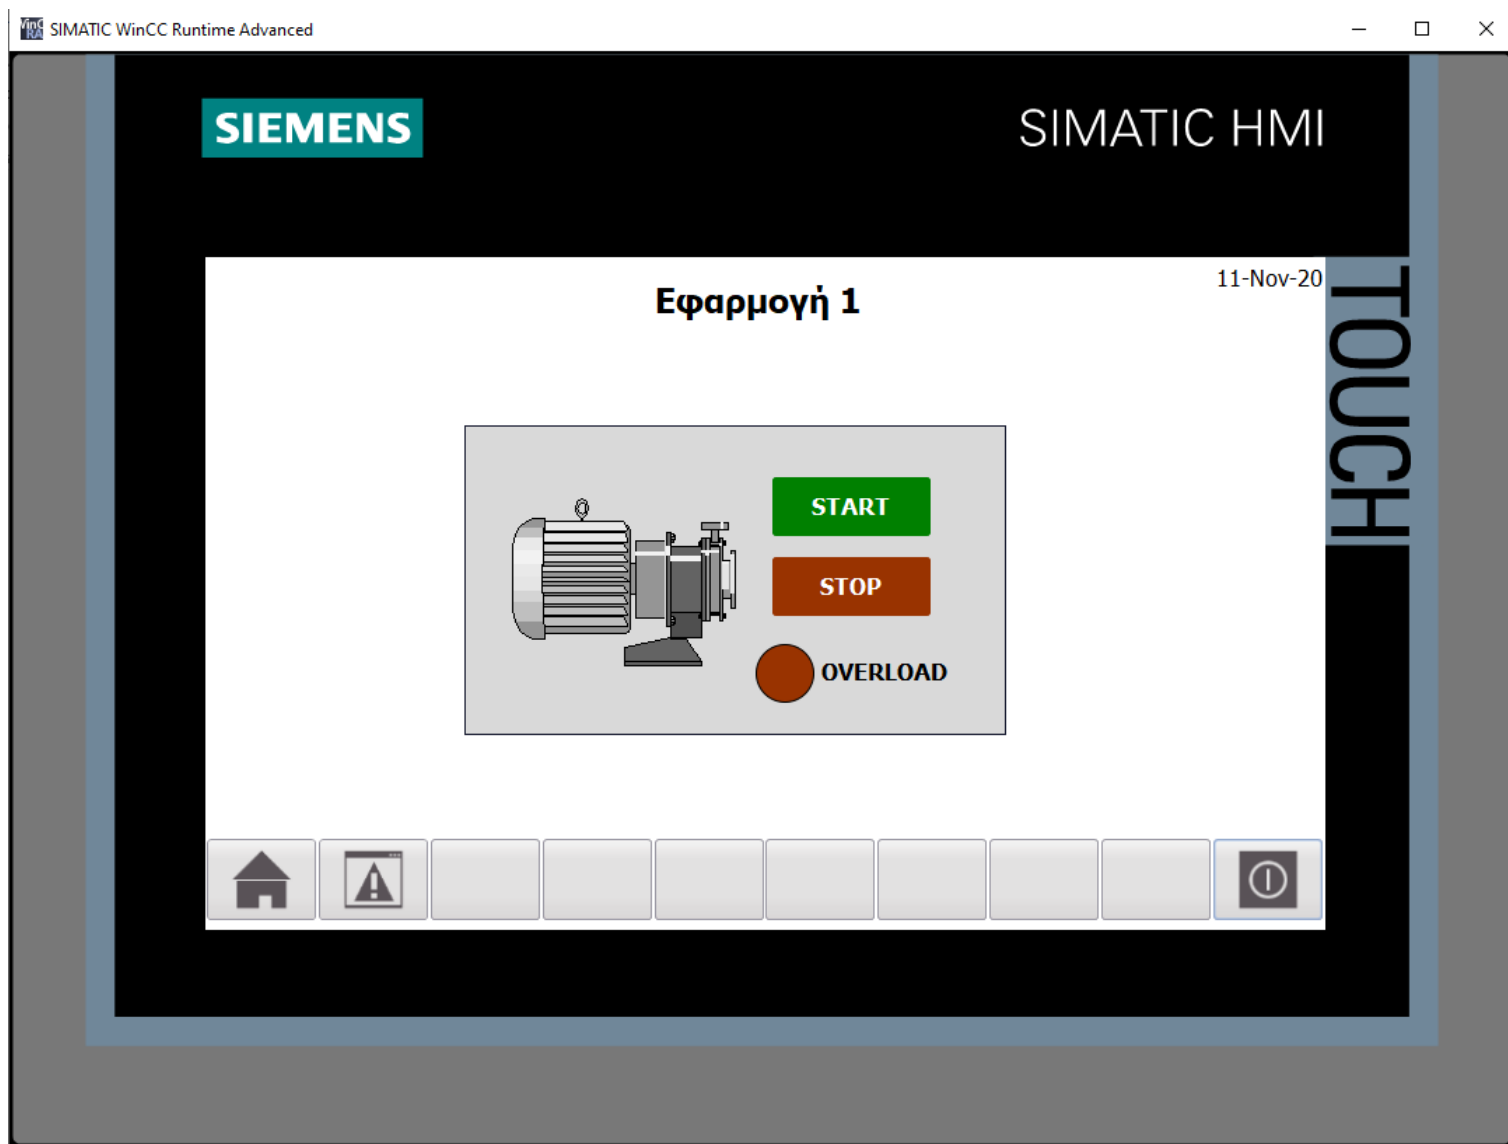 SIMATIC WinCC Runtime Advanced
SIEMENS
SIMATIC HMI
TOUCH
11-Nov-20
Εφαρμογή 1
START
STOP
OVERLOAD